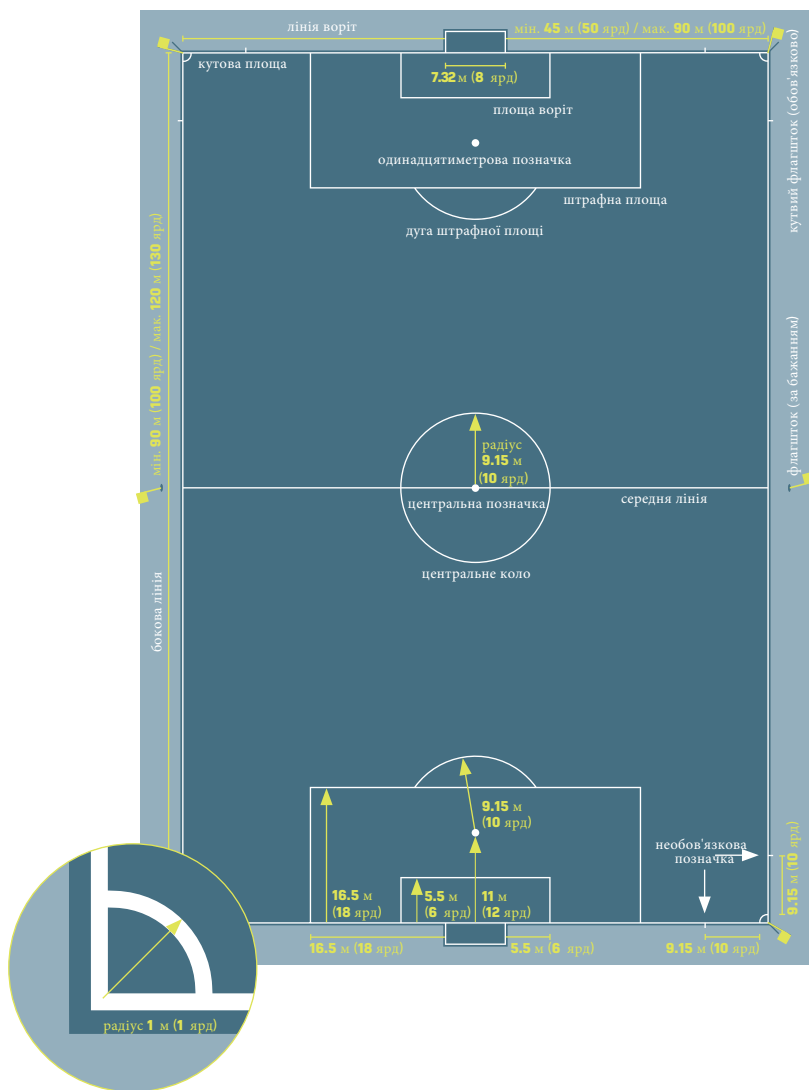 лінія воріт
мін. 45 м (50 ярд) / мак. 90 м (100 ярд)
кутова площа
7.32 м (8 ярд)
площа воріт
одинадцятиметрова позначка
штрафна площа
дуга штрафної площі
кутвий флагшток (обов'язково)
мін. 90 м (100 ярд) / мак. 120 м (130 ярд)
флагшток (за бажанням)
радіус
9.15 м
(10 ярд)
центральна позначка
середня лінія
центральне коло
бокова лінія
9.15 м
(10 ярд)
необов'язкова
позначка
9.15 м (10 ярд)
16.5 м
(18 ярд)
5.5 м
(6 ярд)
11 м
(12 ярд)
16.5 м (18 ярд)
5.5 м (6 ярд)
9.15 м (10 ярд)
радіус 1 м (1 ярд)